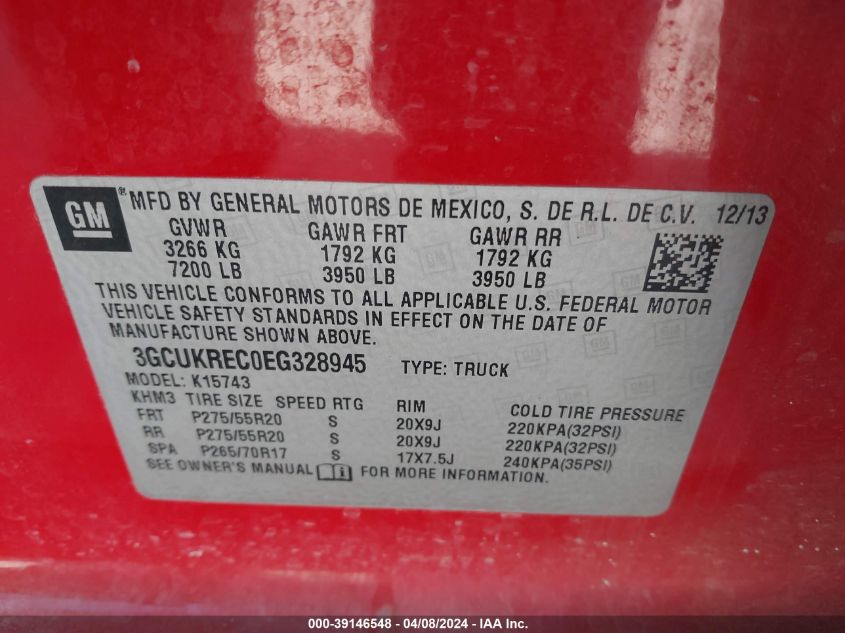 GM ® MFD BY GENERAL MOTORS DE MEXICO, S. DE R.L. DE C.V. 12/13
GVWR GAWR FRT GAWR RR
3266 KG 1792 KG 1792 KG
7200 LB 3950 LB 3950 LB
THIS VEHICLE CONFORMS TO ALL APPLICABLE U.S. FEDERAL MOTOR
VEHICLE SAFETY STANDARDS IN EFFECT ON THE DATE OF
MANUFACTURE SHOWN ABOVE.
3GCUKREC0EG328945 TYPE: TRUCK
MODEL: K15743
KHM3 TIRE SIZE SPEED RTG RIM COLD TIRE PRESSURE
FRT P275/55R20 S 20X9J 220KPA(32PSI)
RR P275/55R20 S 20X9J 220KPA(32PSI)
SPA P265/70R17 S 17X7.5J 240KPA(35PSI)
SEE OWNER'S MANUAL FOR MORE INFORMATION.
000-39146548 - 04/08/2024 - IAA Inc.